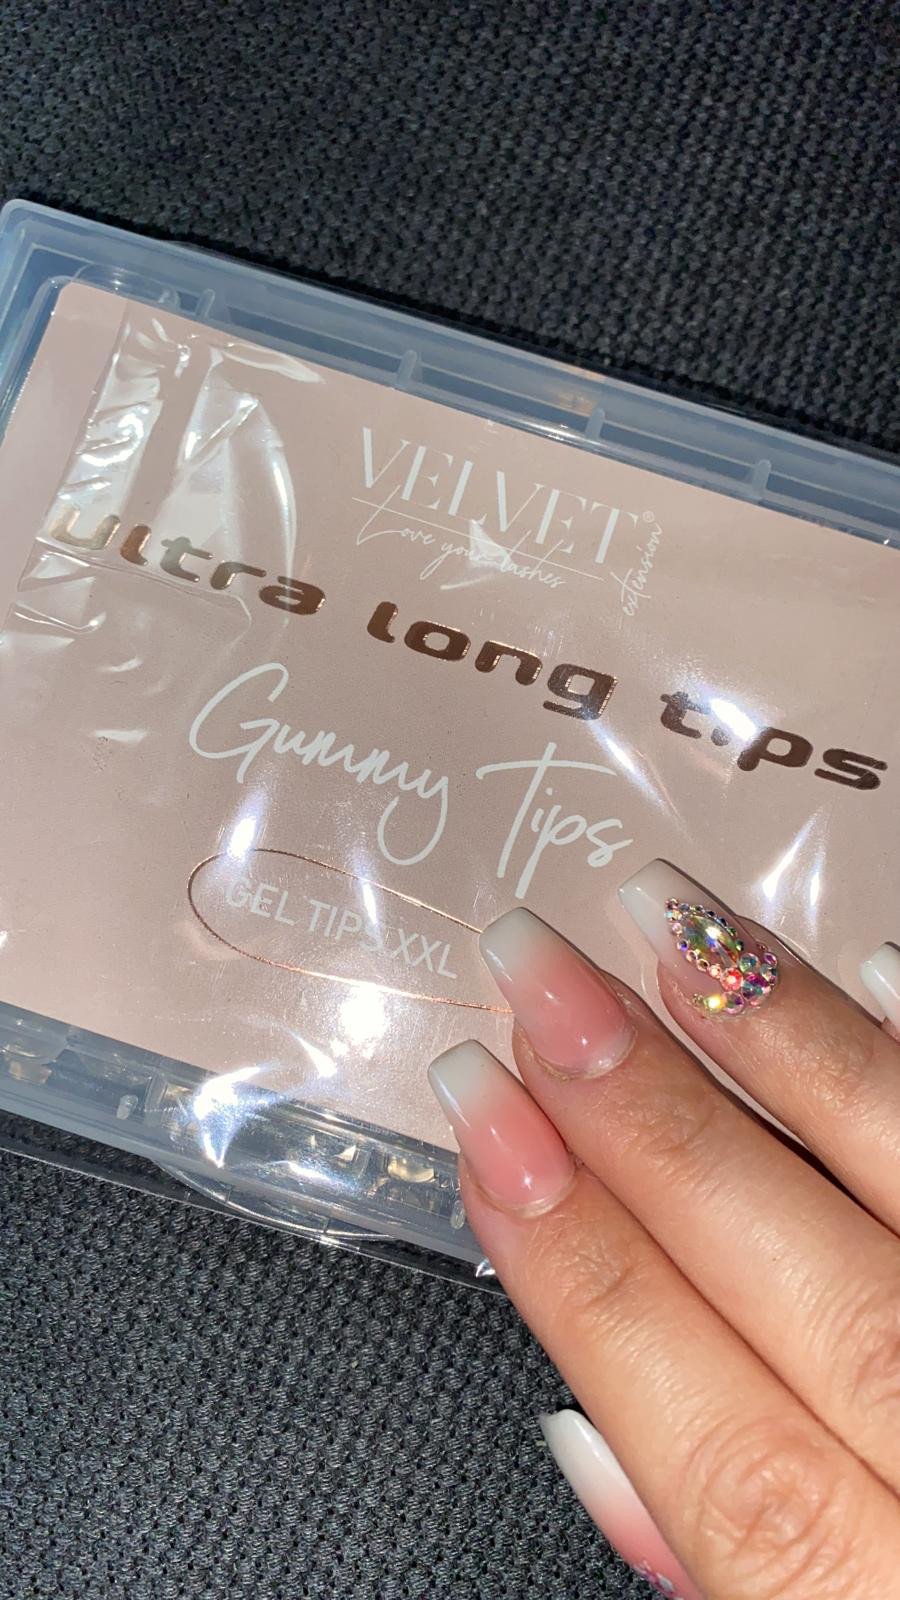 VELVET®
Love your lashes
extension
ultra long tips
Gummy Tips
GEL TIPS XXL